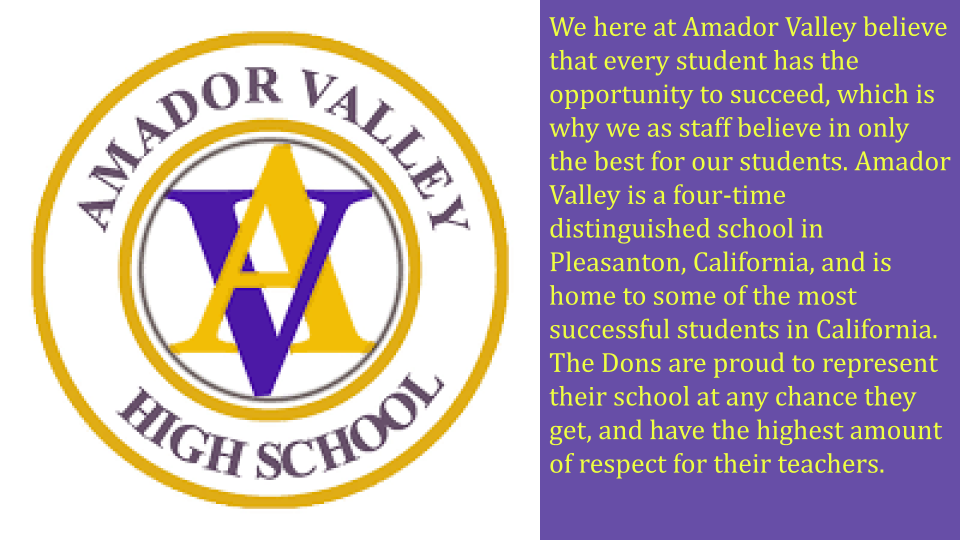 AMADOR VALLEY
AV
HIGH SCHOOL
We here at Amador Valley believe
that every student has the
opportunity to succeed, which is
why we as staff believe in only
the best for our students. Amador
Valley is a four-time
distinguished school in
Pleasanton, California, and is
home to some of the most
successful students in California.
The Dons are proud to represent
their school at any chance they
get, and have the highest amount
of respect for their teachers.